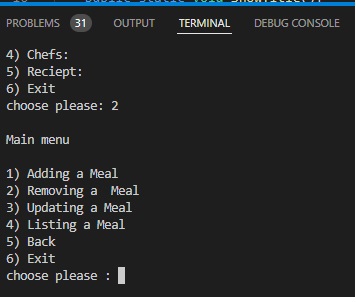 PROBLEMS 31 OUTPUT TERMINAL DEBUG CONSOLE
4) Chefs:
5) Reciept:
6) Exit
choose please: 2
Main menu
1) Adding a Meal
2) Removing a  Meal
3) Updating a Meal
4) Listing a Meal
5) Back
6) Exit
choose please :